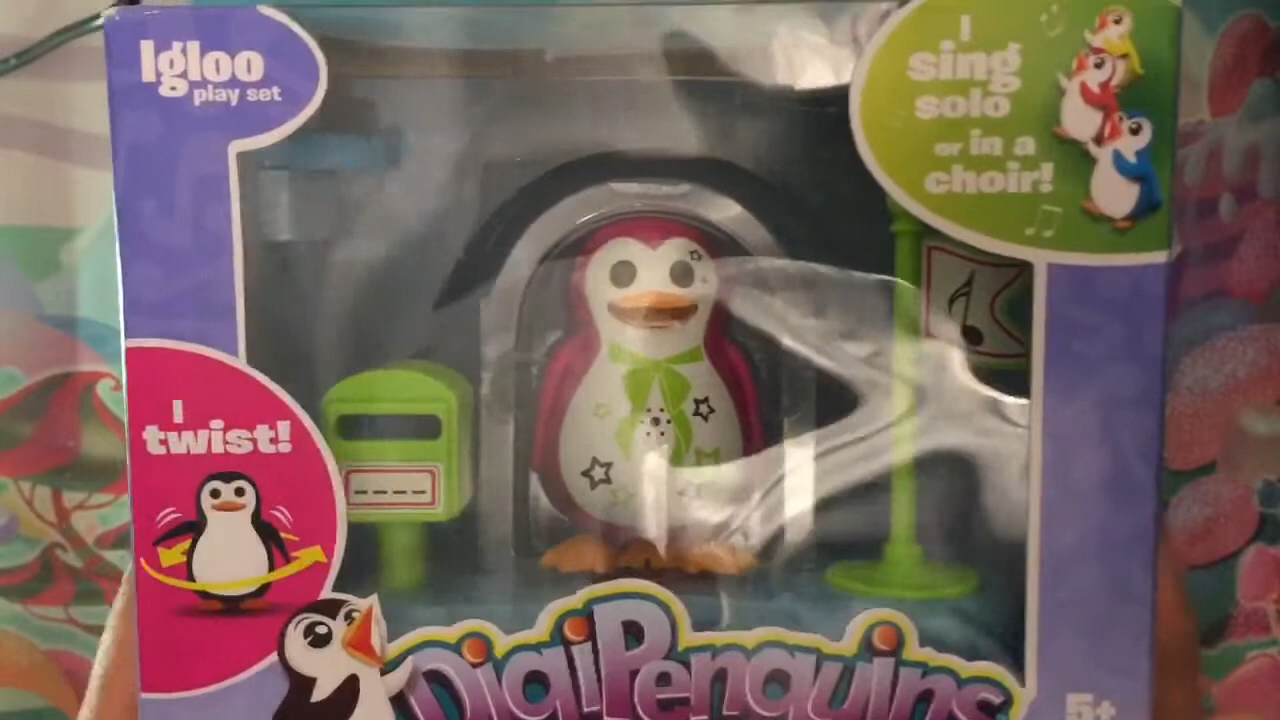 Igloo
play set
I
sing
solo
or in a
choir!
I
twist!
DigiPenguins
5+